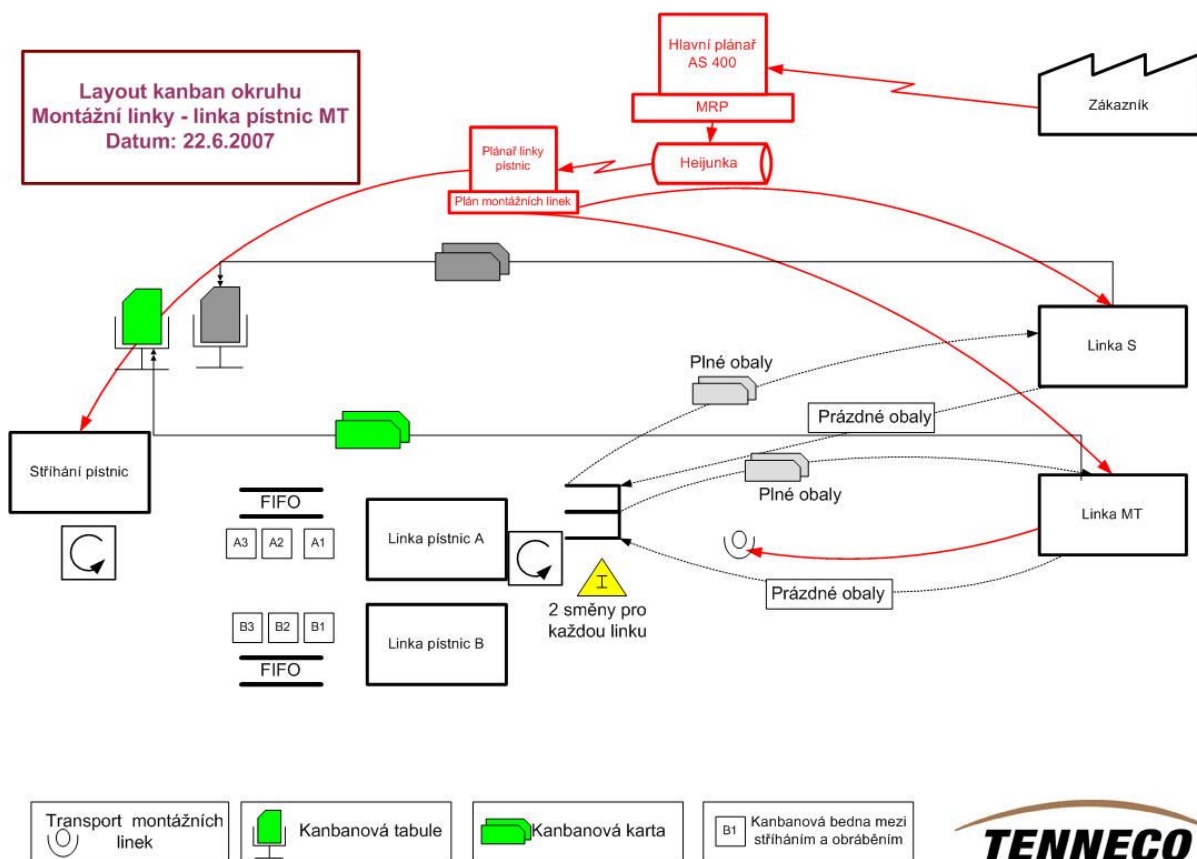 Layout kanban okruhu
Montážní linky - linka pístnic MT
Datum: 22.6.2007
Hlavní plánař
AS 400
MRP
Zákazník
Plánař linky
pístnic
Heijunka
Plán montážních linek
Linka S
Plné obaly
Prázdné obaly
Stříhání pístnic
Plné obaly
FIFO
A3
A2
A1
Linka pístnic A
Linka MT
I
2 směny pro
každou linku
Prázdné obaly
B3
B2
B1
FIFO
Linka pístnic B
Transport montážních
linek
Kanbanová tabule
Kanbanová karta
B1
Kanbanová bedna mezi
stříháním a obráběním
TENNECO